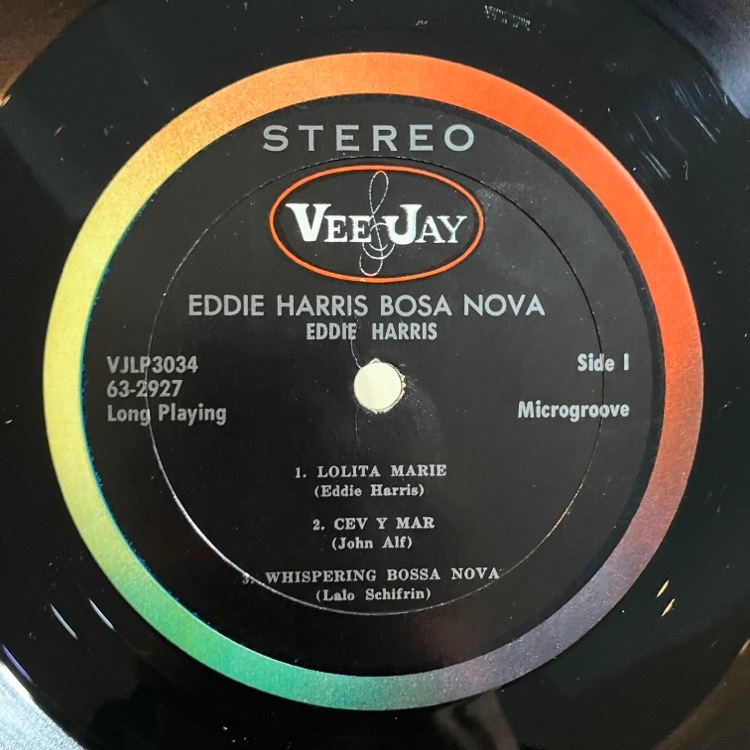 STEREO
VEE JAY
EDDIE HARRIS BOSA NOVA
EDDIE HARRIS
VJLP3034
63-2927
Long Playing
Side I
Microgroove
1. LOLITA MARIE
(Eddie Harris)
2. CEV Y MAR
(John Alf)
3. WHISPERING BOSSA NOVA
(Lalo Schifrin)